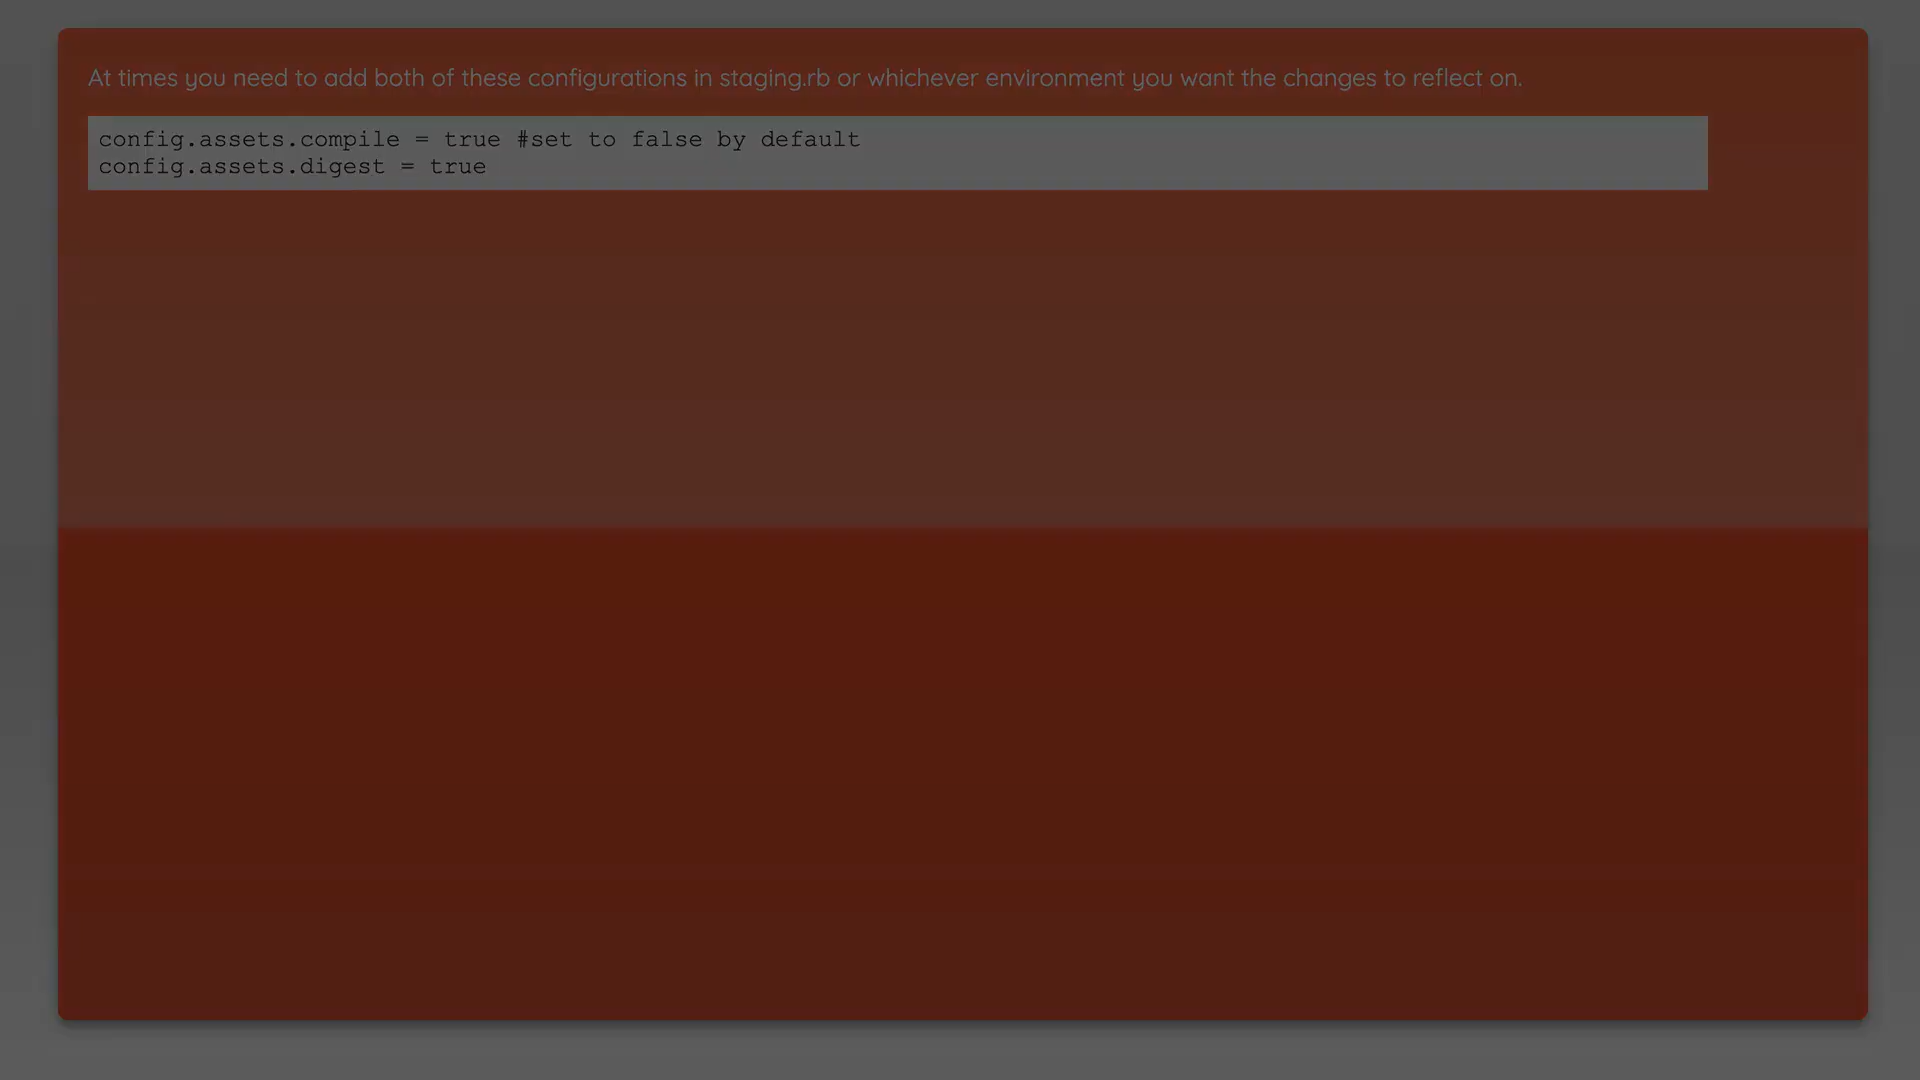 At times you need to add both of these configurations in staging.rb or whichever environment you want the changes to reflect on.
config.assets.compile = true #set to false by default
config.assets.digest = true